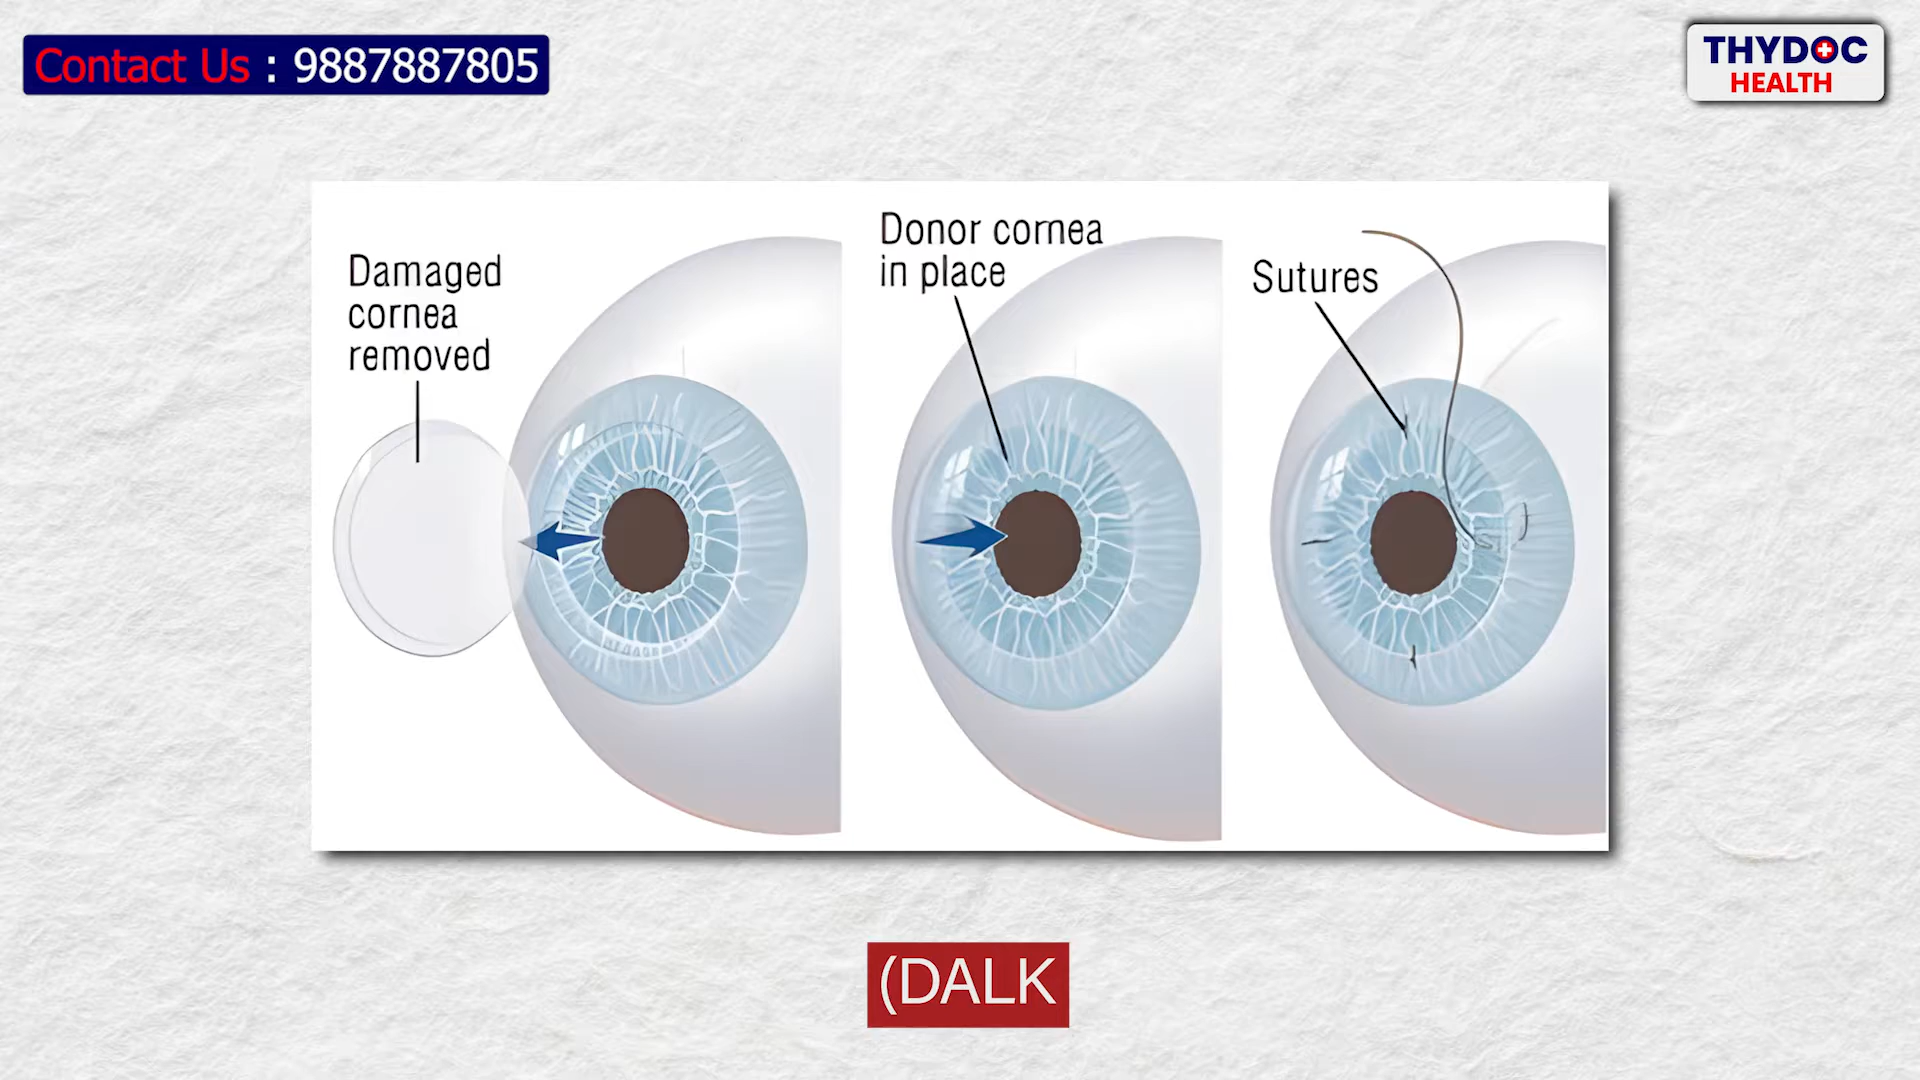 Contact Us : 9887887805
THYDOC
HEALTH
Damaged
cornea
removed
Donor cornea
in place
Sutures
(DALK